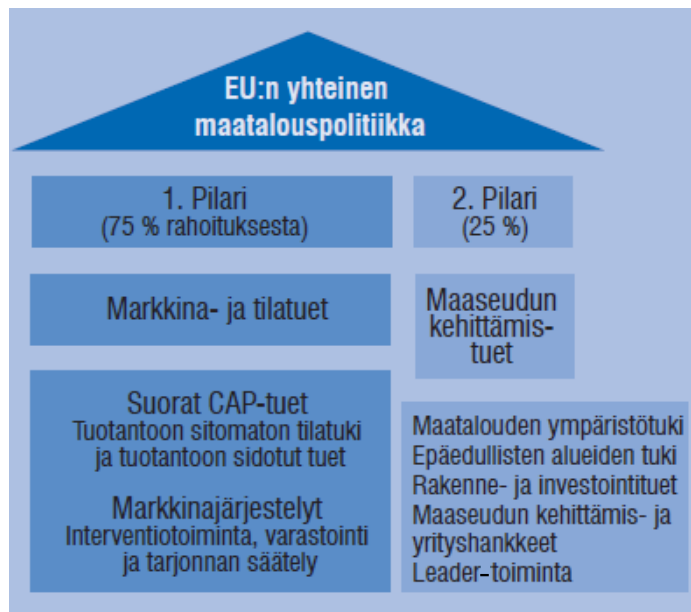 EU:n yhteinen
maatalouspolitiikka
1. Pilari
(75 % rahoituksesta)
Markkina- ja tilatuet
Suorat CAP-tuet
Tuotantoon sitomaton tilatuki
ja tuotantoon sidotut tuet
Markkinajärjestelyt
Interventiotoiminta, varastointi
ja tarjonnan säätely
2. Pilari
(25 %)
Maaseudun
kehittämis-
tuet
Maatalouden ympäristötuki
Epäedullisten alueiden tuki
Rakenne- ja investointituet
Maaseudun kehittämis- ja
yrityshankkeet
Leader-toiminta